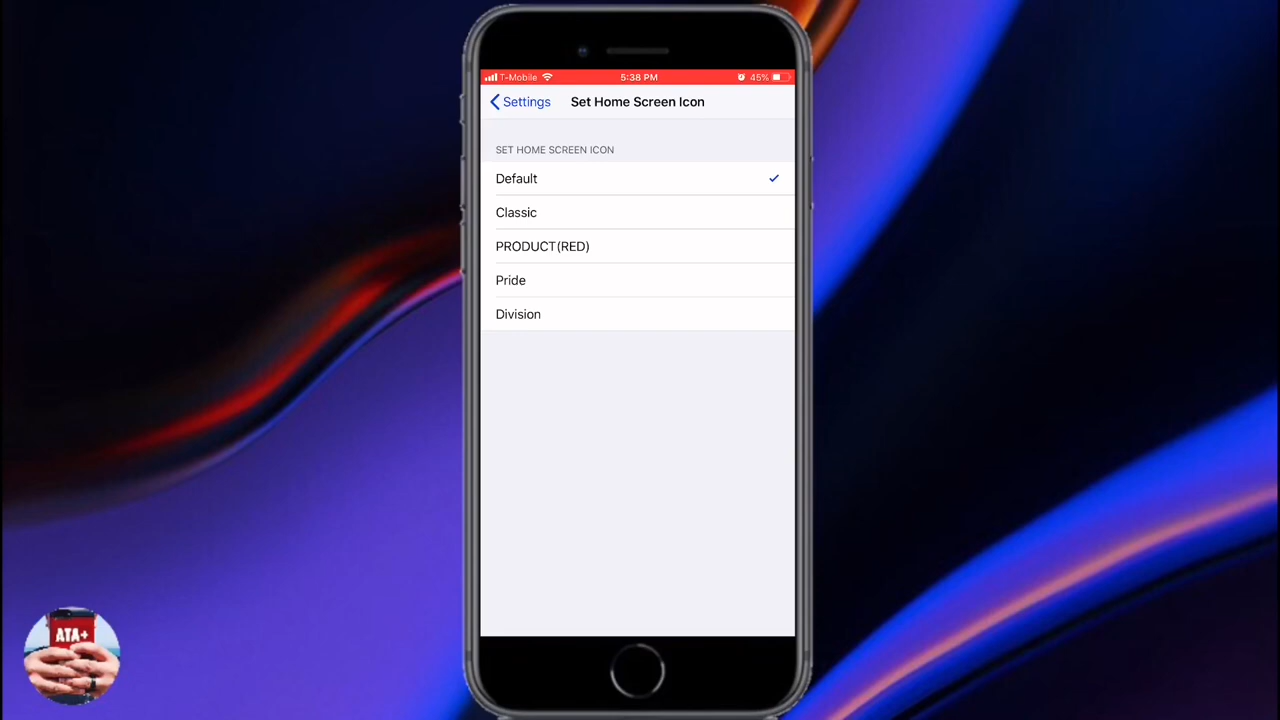 T-Mobile 5:38 PM 45%
Settings Set Home Screen Icon
SET HOME SCREEN ICON
Default
Classic
PRODUCT(RED)
Pride
Division
ATA+